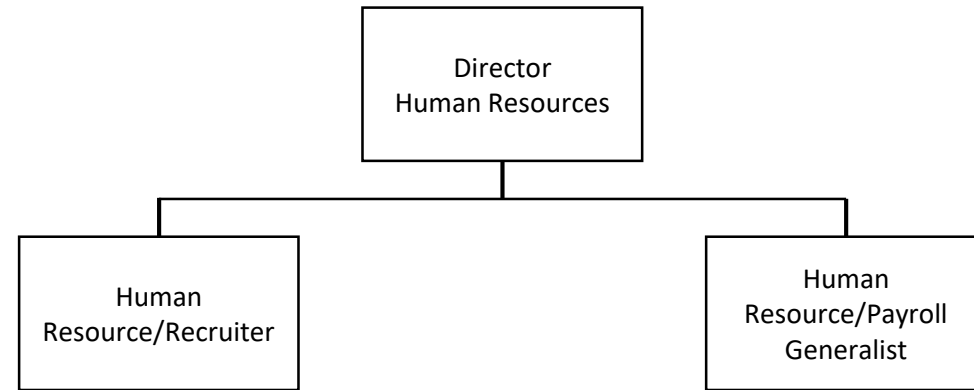 Director
Human Resources
Human
Resource/Recruiter
Human
Resource/Payroll
Generalist